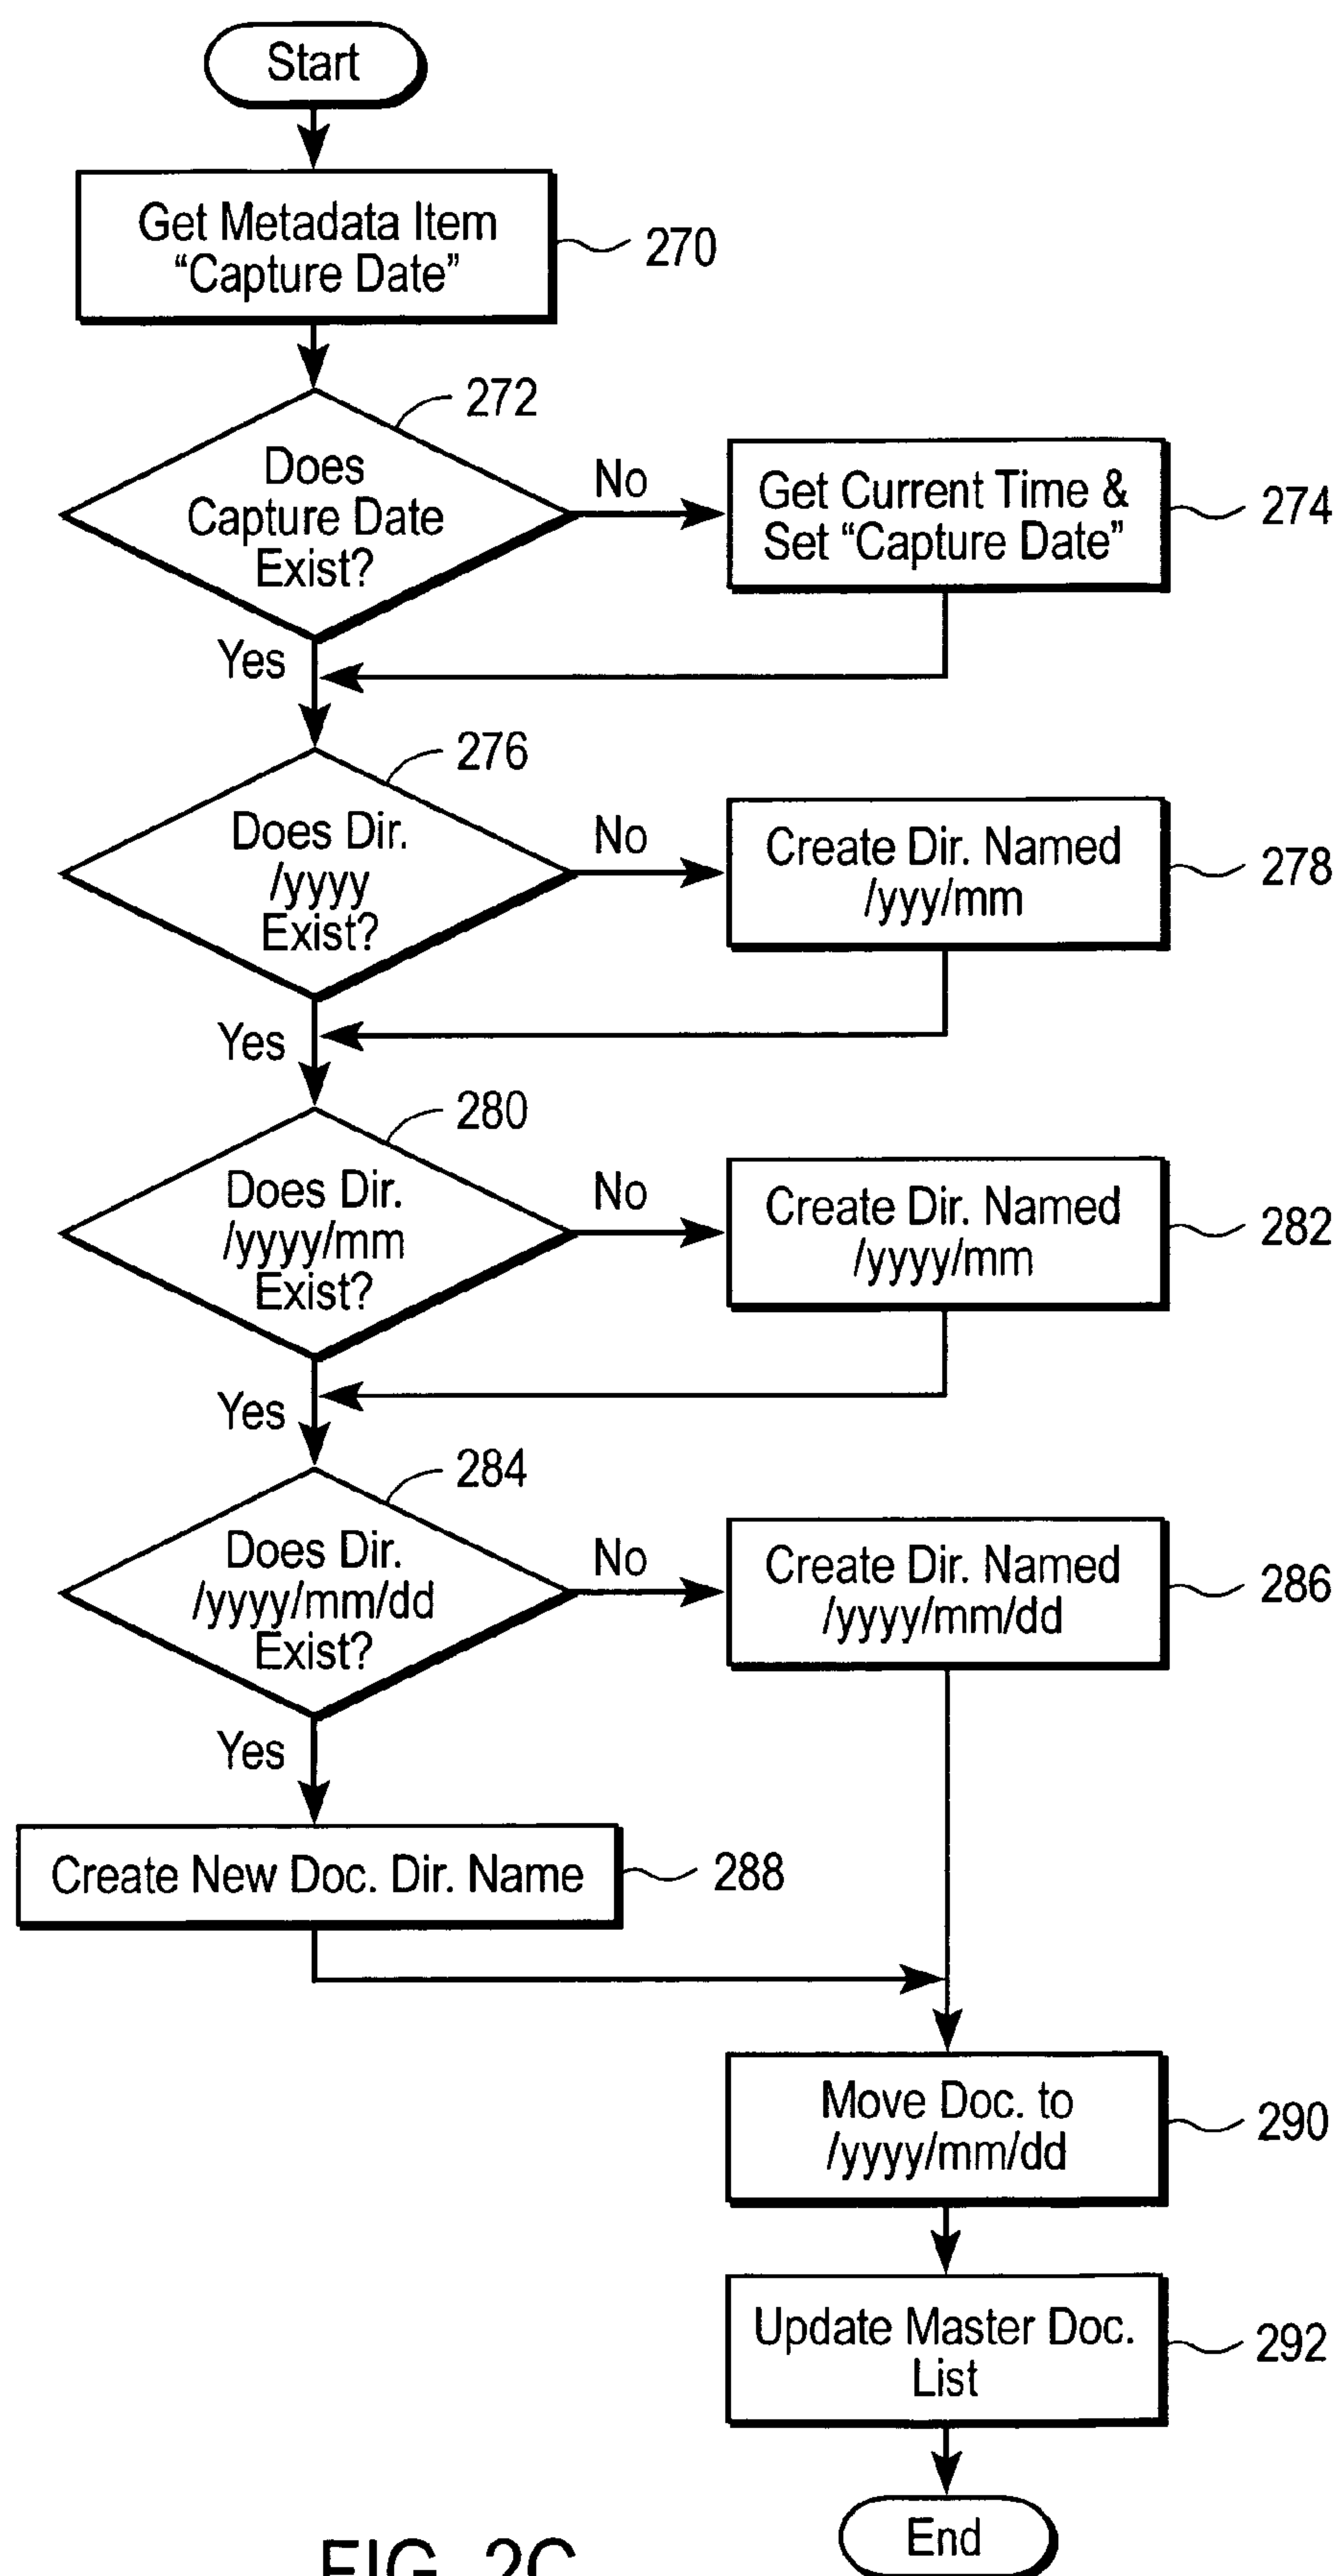 Start
Get Metadata Item
“Capture Date”
270
272
Does
Capture Date
Exist?
No
Get Current Time &
Set “Capture Date”
274
Yes
276
Does Dir.
/yyyy
Exist?
No
Create Dir. Named
/yyy/mm
278
Yes
280
Does Dir.
/yyyy/mm
Exist?
No
Create Dir. Named
/yyyy/mm
282
Yes
284
Does Dir.
/yyyy/mm/dd
Exist?
No
Create Dir. Named
/yyyy/mm/dd
286
Yes
Create New Doc. Dir. Name
288
Move Doc. to
/yyyy/mm/dd
290
Update Master Doc.
List
292
End
FIG. 2C